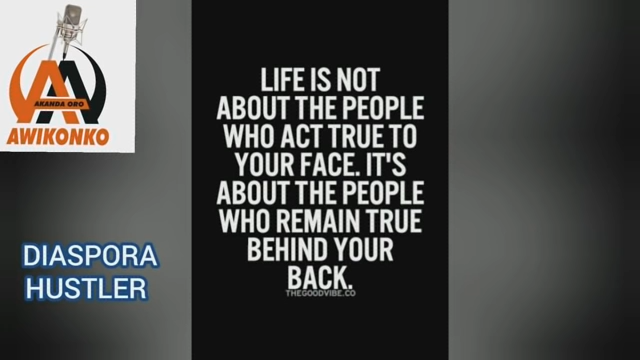 AKANDA ORO
AWIKONKO
DIASPORA
HUSTLER
LIFE IS NOT
ABOUT THE PEOPLE
WHO ACT TRUE TO
YOUR FACE. IT'S
ABOUT THE PEOPLE
WHO REMAIN TRUE
BEHIND YOUR
BACK.
THEGOODVIBE.CO